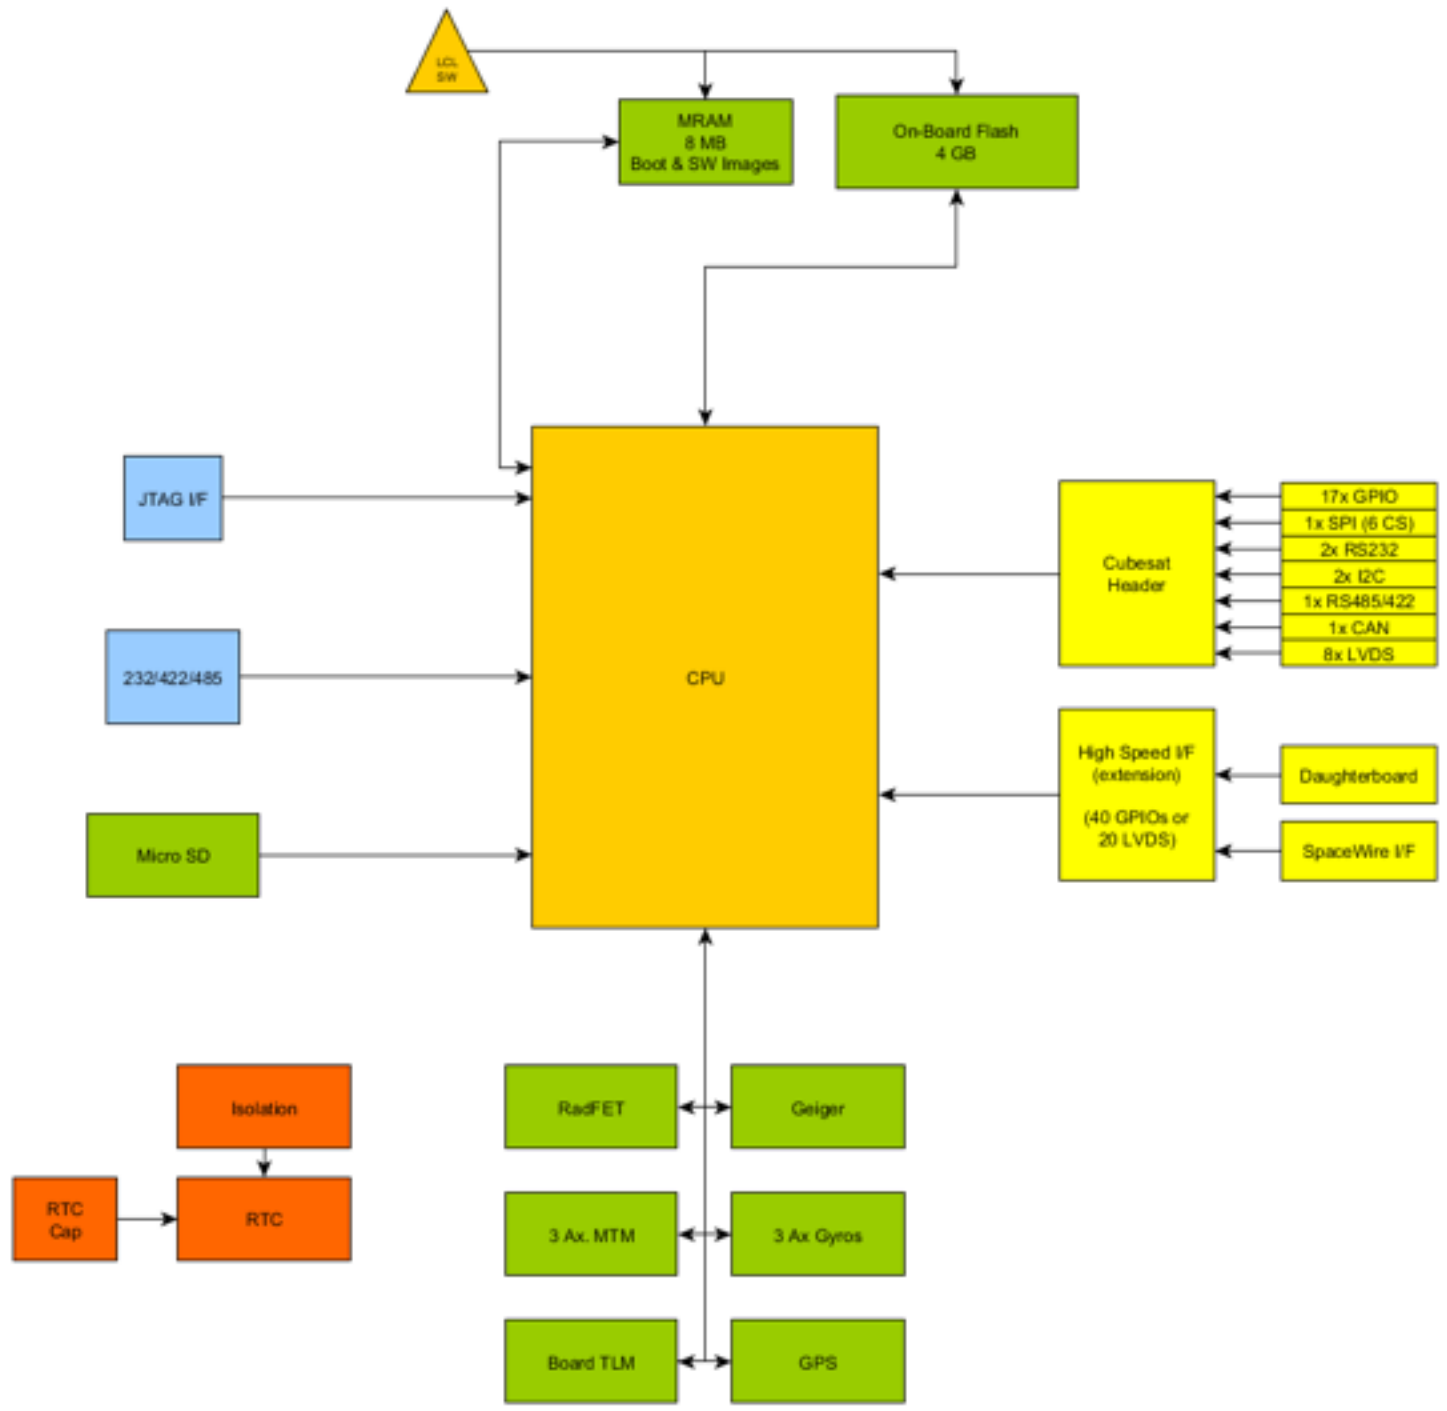 LCL
SW
MRAM
8 MB
Boot & SW Images
On-Board Flash
4 GB
JTAG I/F
232/422/485
Micro SD
CPU
Cubesat
Header
17x GPIO
1x SPI (6 CS)
2x RS232
2x I2C
1x RS485/422
1x CAN
8x LVDS
High Speed I/F
(extension)
(40 GPIOs or
20 LVDS)
Daughterboard
SpaceWire I/F
Isolation
RTC
Cap
RTC
RadFET
Geiger
3 Ax. MTM
3 Ax Gyros
Board TLM
GPS